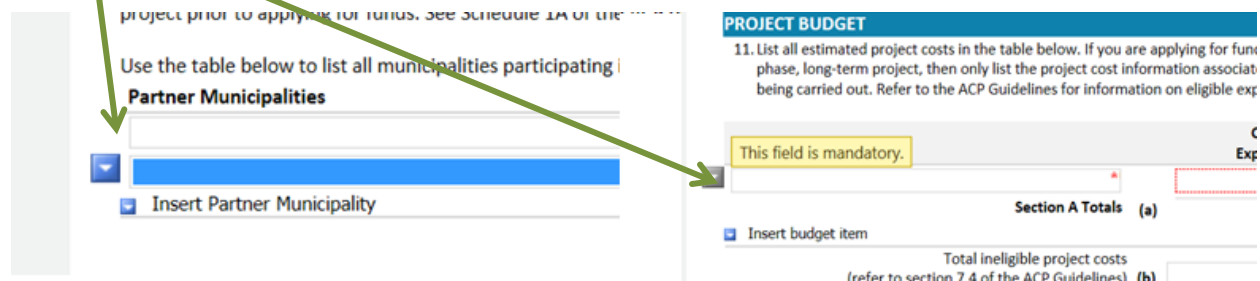 project prior to applying for funds. See Schedule 1A of the
Use the table below to list all municipalities participating i
Partner Municipalities
Insert Partner Municipality
PROJECT BUDGET
11. List all estimated project costs in the table below. If you are applying for fund
phase, long-term project, then only list the project cost information associate
being carried out. Refer to the ACP Guidelines for information on eligible exp
Exp
This field is mandatory.
*
Section A Totals (a)
Insert budget item
Total ineligible project costs
(refer to section 7.4 of the ACP Guidelines) (b)